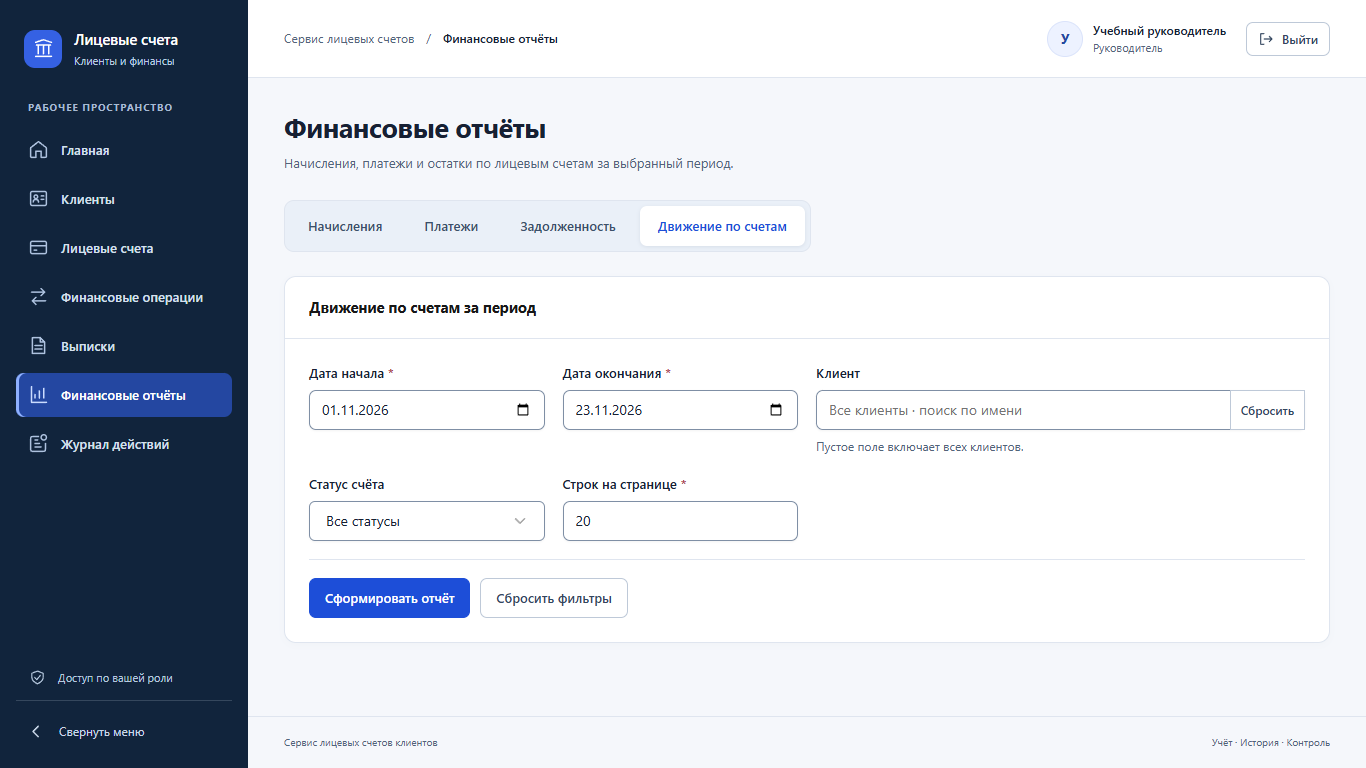 Лицевые счета
Клиенты и финансы
РАБОЧЕЕ ПРОСТРАНСТВО
Главная
Клиенты
Лицевые счета
Финансовые операции
Выписки
Финансовые отчёты
Журнал действий
Доступ по вашей роли
Свернуть меню
Сервис лицевых счетов / Финансовые отчёты
У
Учебный руководитель
Руководитель
Выйти
Финансовые отчёты
Начисления, платежи и остатки по лицевым счетам за выбранный период.
Начисления Платежи Задолженность Движение по счетам
Движение по счетам за период
Дата начала * Дата окончания * Клиент
01.11.2026 23.11.2026 Все клиенты · поиск по имени Сбросить
Пустое поле включает всех клиентов.
Статус счёта Строк на странице *
Все статусы 20
Сформировать отчёт Сбросить фильтры
Сервис лицевых счетов клиентов Учёт · История · Контроль